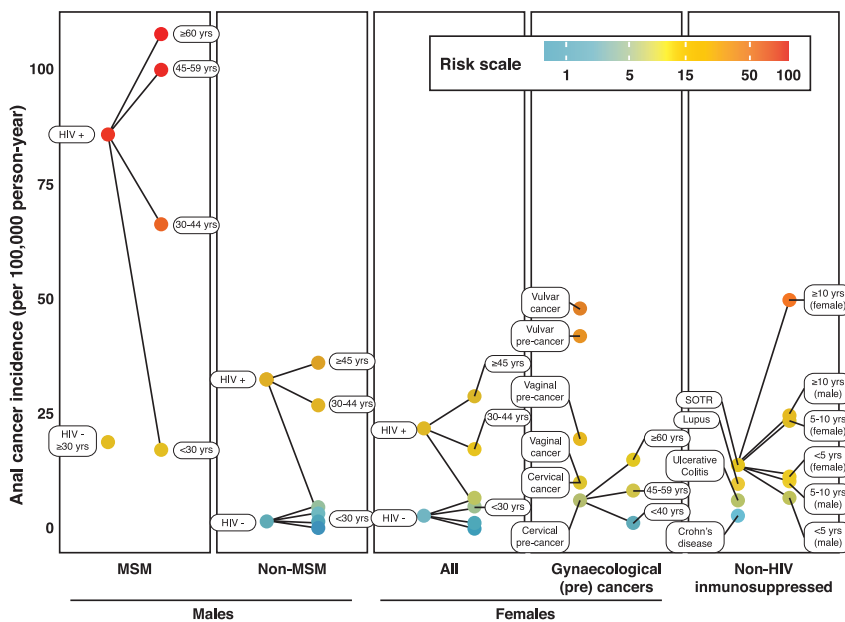 Anal cancer incidence (per 100,000 person-year)
100
75
50
25
0
Risk scale
1
5
15
50
100
≥60 yrs
45-59 yrs
HIV +
30-44 yrs
HIV -
≥30 yrs
<30 yrs
≥45 yrs
HIV +
30-44 yrs
HIV -
<30 yrs
≥45 yrs
30-44 yrs
HIV +
<30 yrs
HIV -
Vulvar
cancer
Vulvar
pre-cancer
Vaginal
pre-cancer
Vaginal
cancer
Cervical
cancer
Cervical
pre-cancer
≥60 yrs
45-59 yrs
<40 yrs
SOTR
Lupus
Ulcerative
Colitis
Crohn's
disease
≥10 yrs
(female)
≥10 yrs
(male)
5-10 yrs
(female)
<5 yrs
(female)
5-10 yrs
(male)
<5 yrs
(male)
MSM
Non-MSM
All
Gynaecological
(pre) cancers
Non-HIV
inmunosuppressed
Males
Females